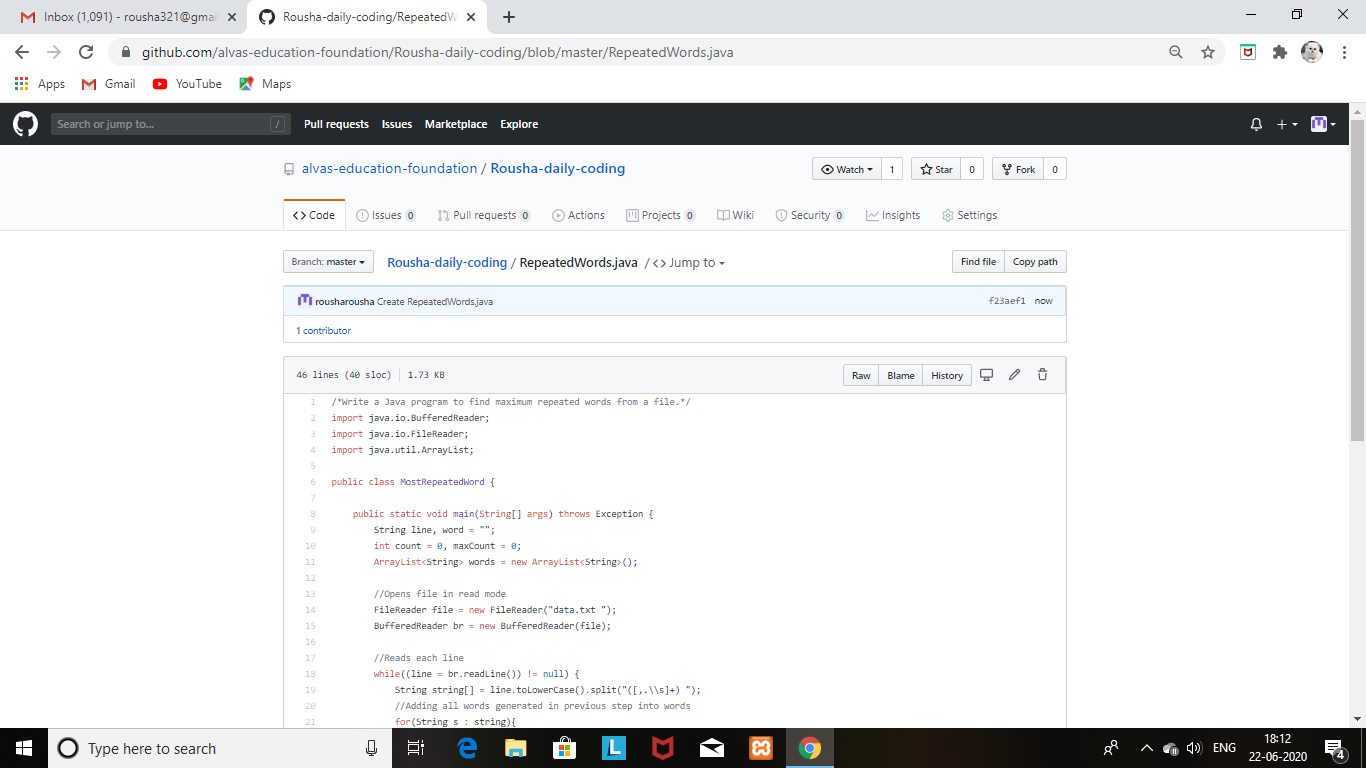 Inbox (1,091) - rousha321@gmai
Rousha-daily-coding/RepeatedW
github.com/alvas-education-foundation/Rousha-daily-coding/blob/master/RepeatedWords.java
Apps Gmail YouTube Maps
Search or jump to... / Pull requests Issues Marketplace Explore
alvas-education-foundation / Rousha-daily-coding Watch 1 Star 0 Fork 0
Code Issues 0 Pull requests 0 Actions Projects 0 Wiki Security 0 Insights Settings
Branch: master Rousha-daily-coding / RepeatedWords.java / <> Jump to Find file Copy path
rousharousha Create RepeatedWords.java f23aef1 now
1 contributor
46 lines (40 sloc) 1.73 KB Raw Blame History
1 /*Write a Java program to find maximum repeated words from a file.*/
2 import java.io.BufferedReader;
3 import java.io.FileReader;
4 import java.util.ArrayList;
5
6 public class MostRepeatedWord {
7
8 public static void main(String[] args) throws Exception {
9 String line, word = "";
10 int count = 0, maxCount = 0;
11 ArrayList<String> words = new ArrayList<String>();
12
13 //Opens file in read mode
14 FileReader file = new FileReader("data.txt ");
15 BufferedReader br = new BufferedReader(file);
16
17 //Reads each line
18 while((line = br.readLine()) != null) {
19 String string[] = line.toLowerCase().split("([,.\\s]+) ");
20 //Adding all words generated in previous step into words
21 for(String s : string){
Type here to search ENG 18:12
22-06-2020 4